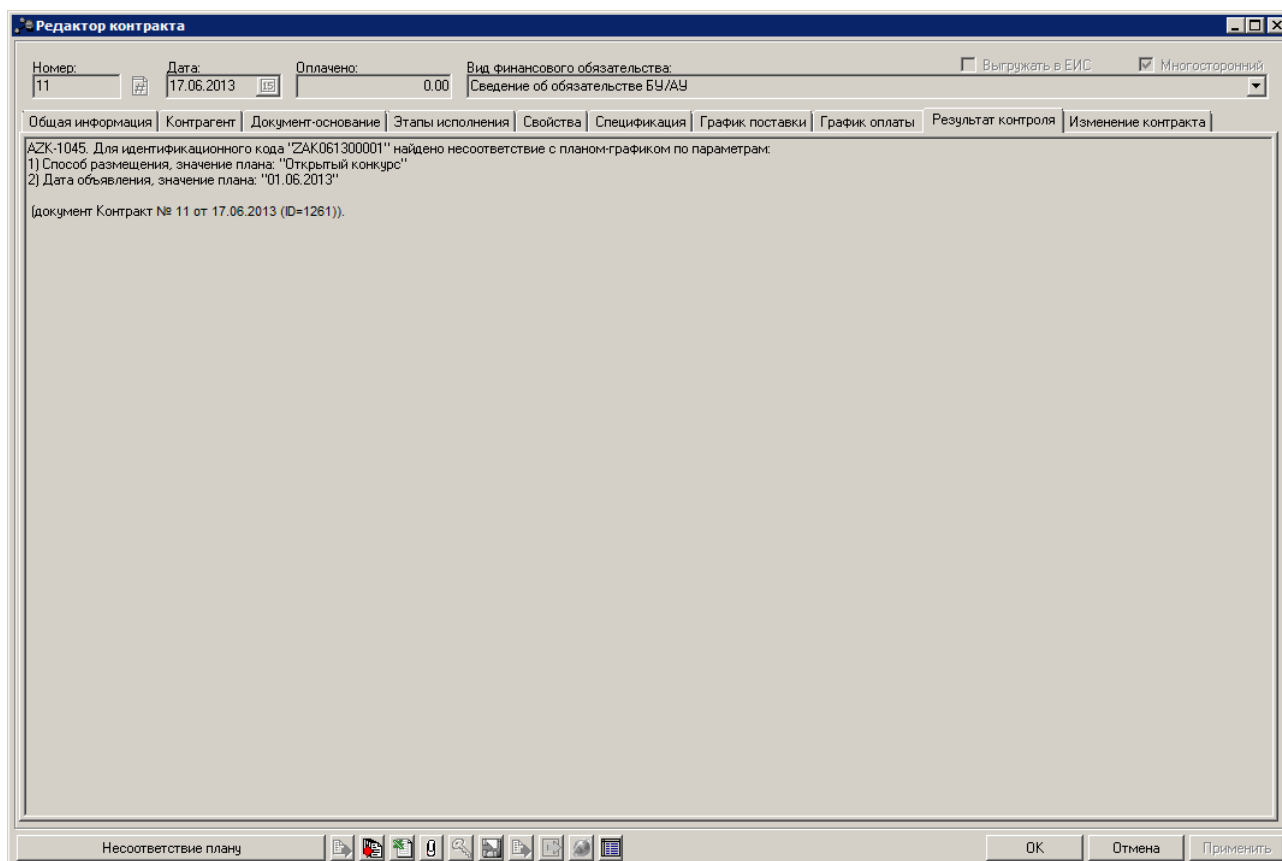 Редактор контракта
Номер: Дата: Оплачено: Вид финансового обязательства: Выгружать в ЕИС Многосторонний
11 # 17.06.2013 15 0.00 Сведение об обязательстве БУ/АУ
Общая информация Контрагент Документ-основание Этапы исполнения Свойства Спецификация График поставки График оплаты Результат контроля Изменение контракта
AZK-1045. Для идентификационного кода "ZAK061300001" найдено несоответствие с планом-графиком по параметрам:
1) Способ размещения, значение плана: "Открытый конкурс"
2) Дата объявления, значение плана: "01.06.2013"
(документ Контракт № 11 от 17.06.2013 (ID=1261)).
Несоответствие плану OK Отмена Применить